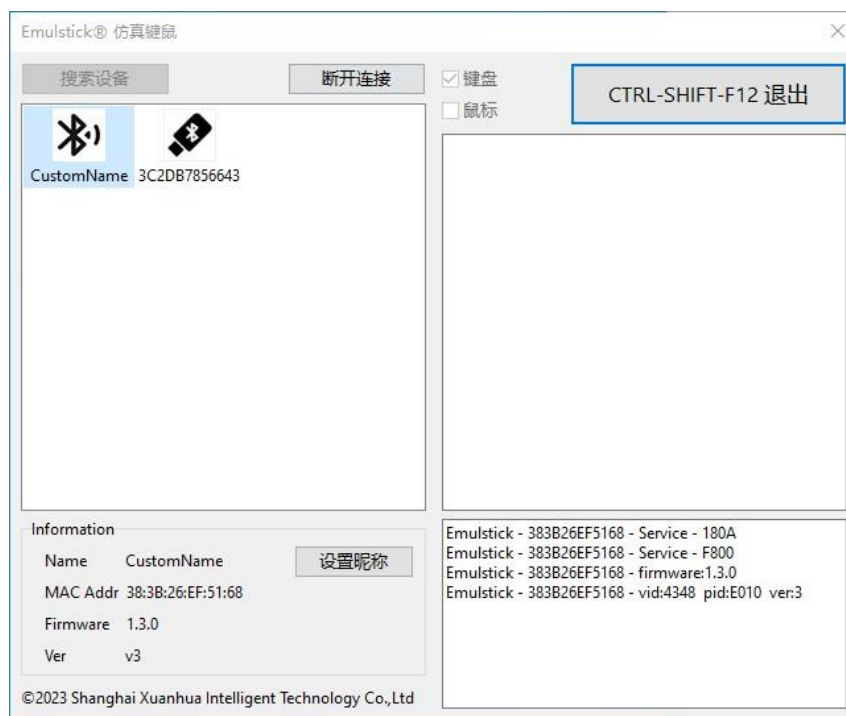 Emulstick® 仿真键鼠
搜索设备
断开连接
键盘
鼠标
CTRL-SHIFT-F12 退出
CustomName
3C2DB7856643
Information
Name CustomName
设置昵称
MAC Addr 38:3B:26:EF:51:68
Firmware 1.3.0
Ver v3
©2023 Shanghai Xuanhua Intelligent Technology Co.,Ltd
Emulstick - 383B26EF5168 - Service - 180A
Emulstick - 383B26EF5168 - Service - F800
Emulstick - 383B26EF5168 - firmware:1.3.0
Emulstick - 383B26EF5168 - vid:4348 pid:E010 ver:3